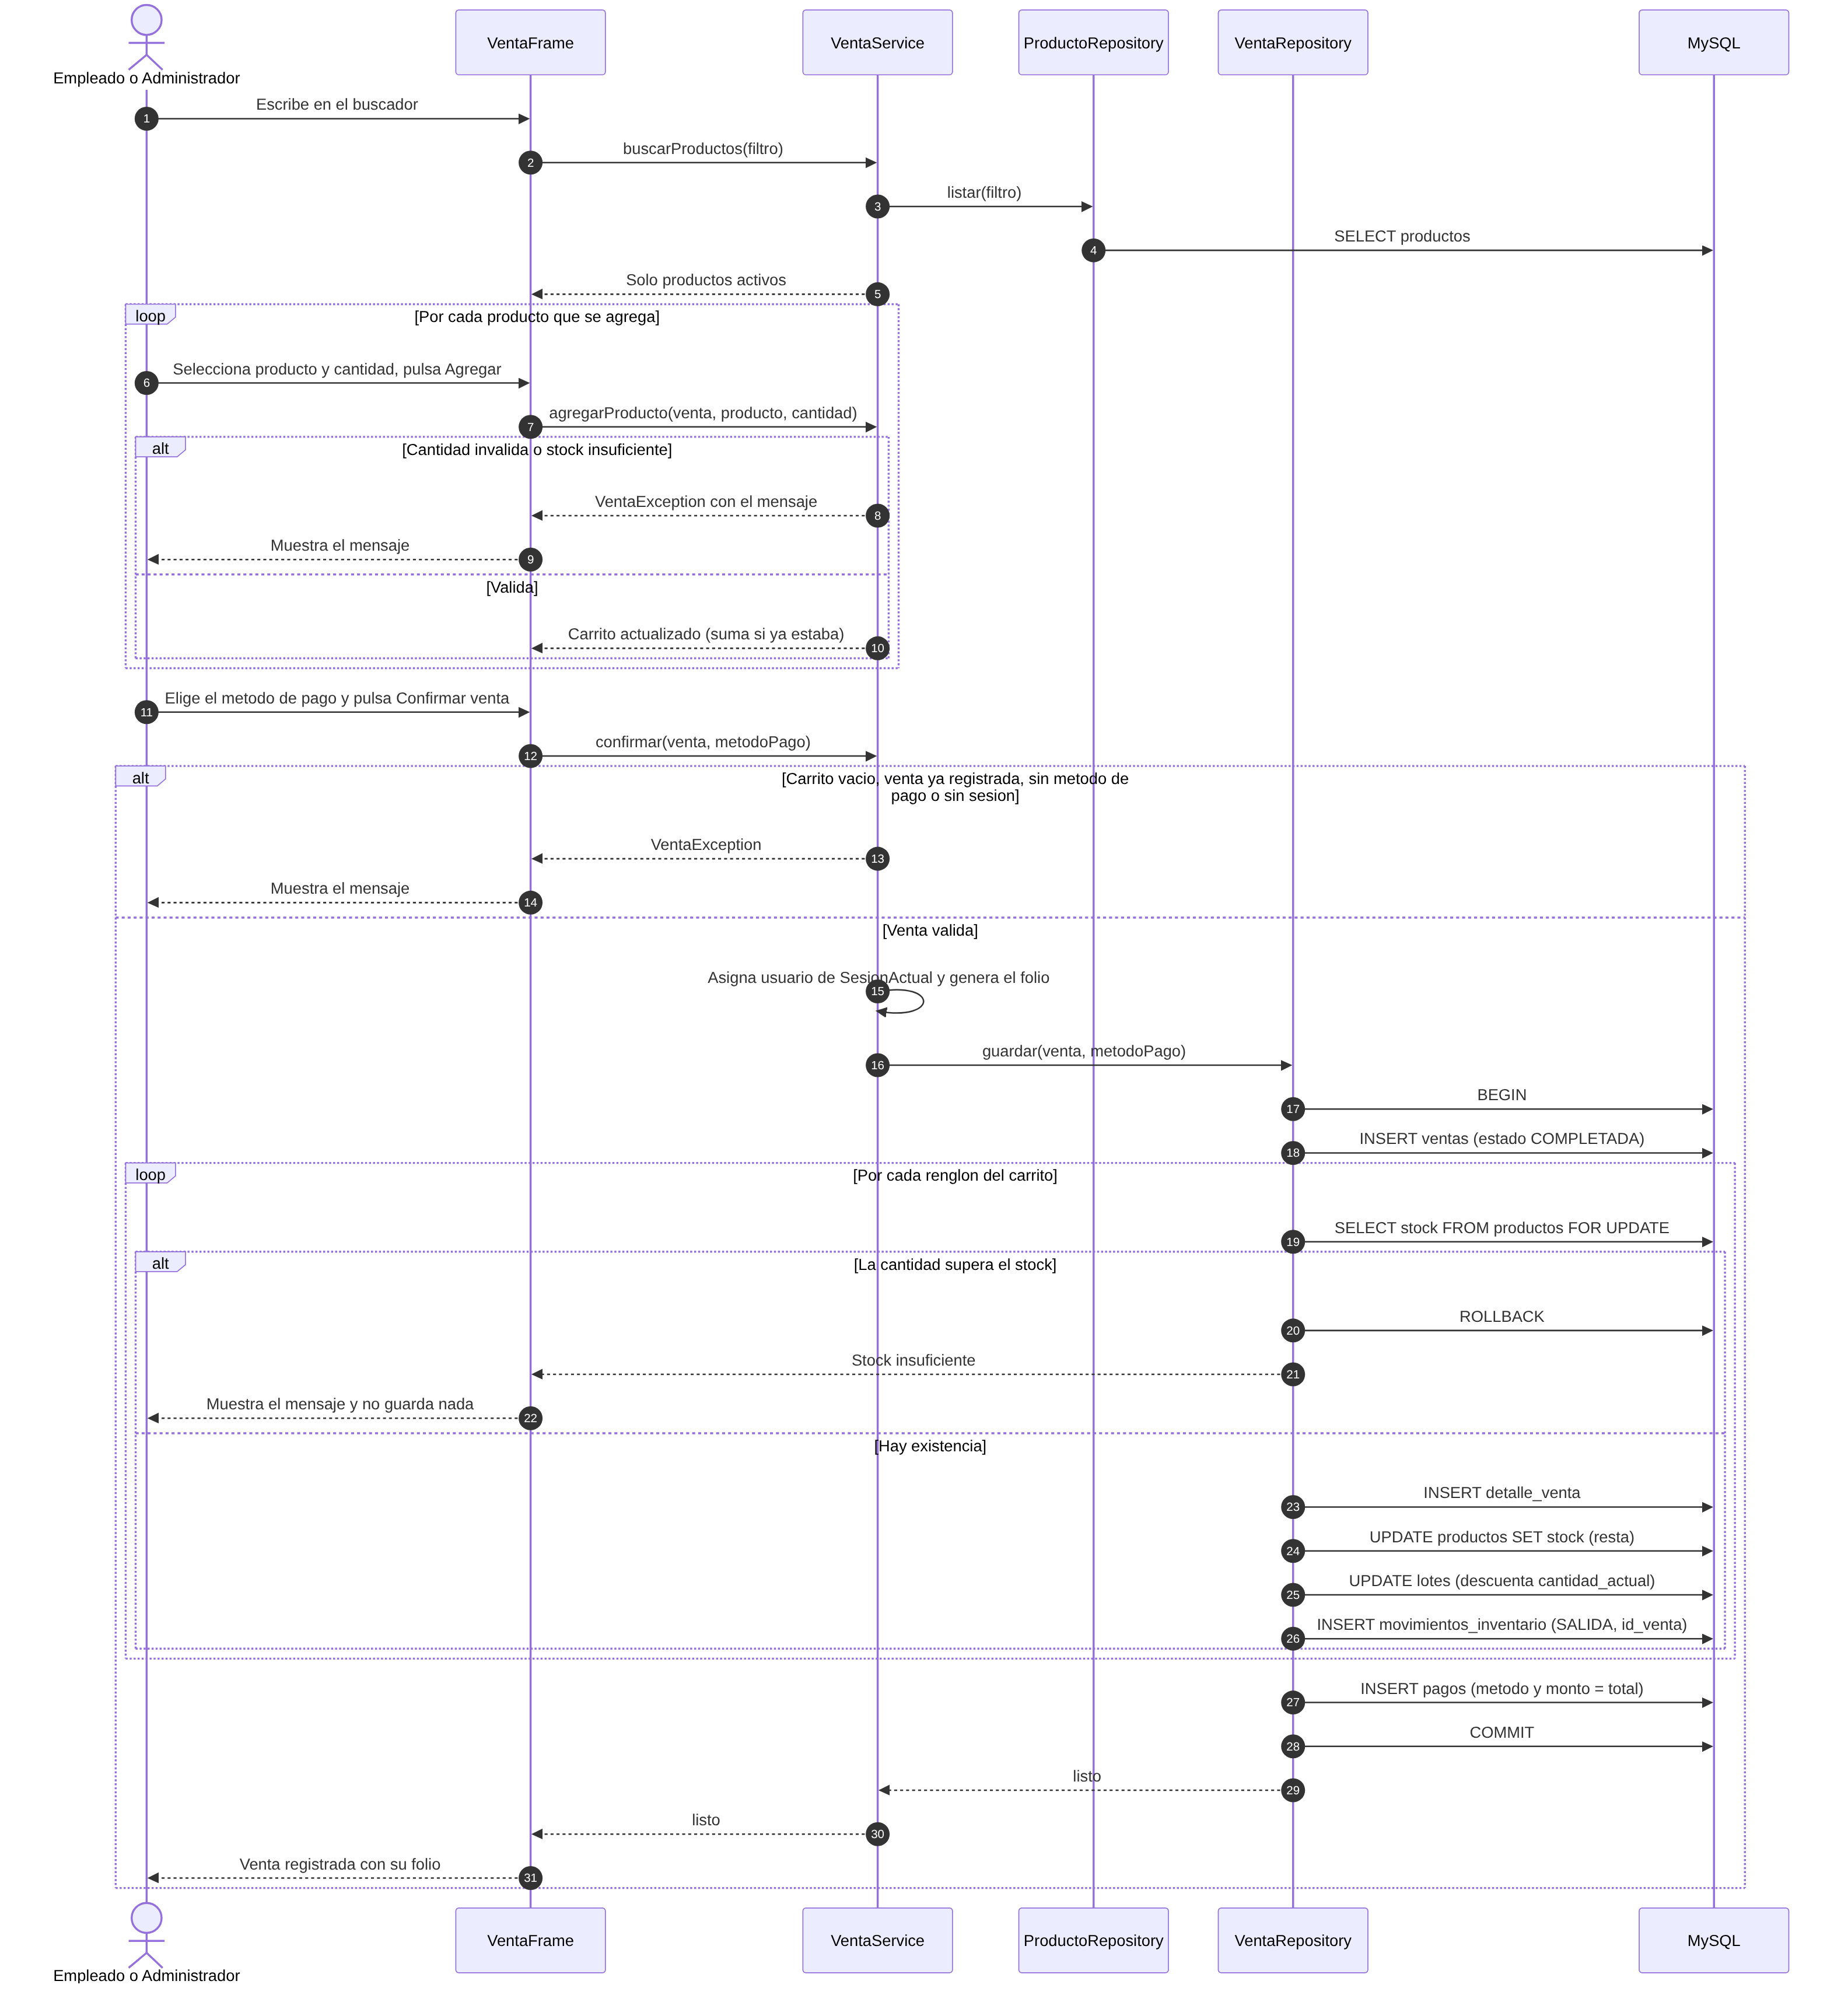 Empleado o Administrador
VentaFrame
VentaService
ProductoRepository
VentaRepository
MySQL
1 Escribe en el buscador
2 buscarProductos(filtro)
3 listar(filtro)
4 SELECT productos
Solo productos activos 5
loop [Por cada producto que se agrega]
6 Selecciona producto y cantidad, pulsa Agregar
7 agregarProducto(venta, producto, cantidad)
alt [Cantidad invalida o stock insuficiente]
VentaException con el mensaje 8
Muestra el mensaje 9
[Valida]
Carrito actualizado (suma si ya estaba) 10
11 Elige el metodo de pago y pulsa Confirmar venta
12 confirmar(venta, metodoPago)
alt [Carrito vacio, venta ya registrada, sin metodo de
pago o sin sesion]
VentaException 13
Muestra el mensaje 14
[Venta valida]
Asigna usuario de SesionActual y genera el folio
15
16 guardar(venta, metodoPago)
17 BEGIN
18 INSERT ventas (estado COMPLETADA)
loop [Por cada renglon del carrito]
19 SELECT stock FROM productos FOR UPDATE
alt [La cantidad supera el stock]
20 ROLLBACK
Stock insuficiente 21
Muestra el mensaje y no guarda nada 22
[Hay existencia]
23 INSERT detalle_venta
24 UPDATE productos SET stock (resta)
25 UPDATE lotes (descuenta cantidad_actual)
26 INSERT movimientos_inventario (SALIDA, id_venta)
27 INSERT pagos (metodo y monto = total)
28 COMMIT
listo 29
listo 30
Venta registrada con su folio 31
Empleado o Administrador
VentaFrame
VentaService
ProductoRepository
VentaRepository
MySQL